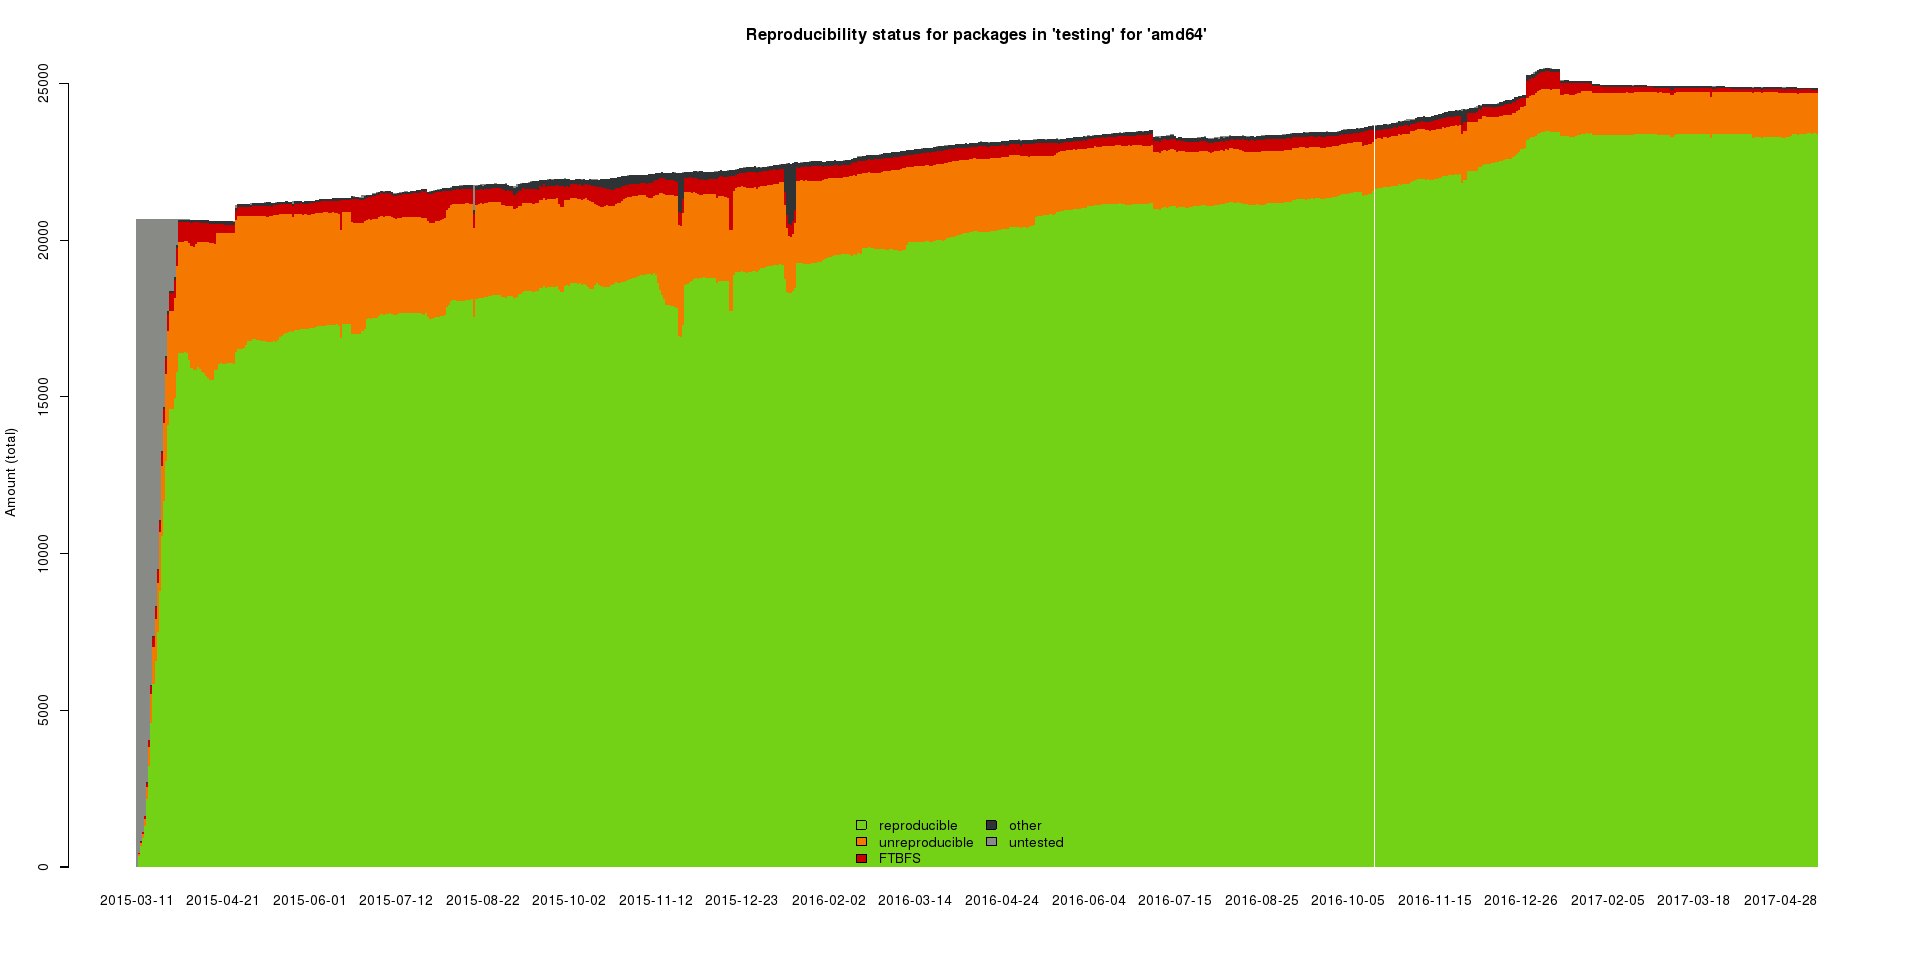 Reproducibility status for packages in 'testing' for 'amd64'
25000
20000
15000
10000
5000
0
Amount (total)
reproducible
unreproducible
FTBFS
other
untested
2015-03-11 2015-04-21 2015-06-01 2015-07-12 2015-08-22 2015-10-02 2015-11-12 2015-12-23 2016-02-02 2016-03-14 2016-04-24 2016-06-04 2016-07-15 2016-08-25 2016-10-05 2016-11-15 2016-12-26 2017-02-05 2017-03-18 2017-04-28